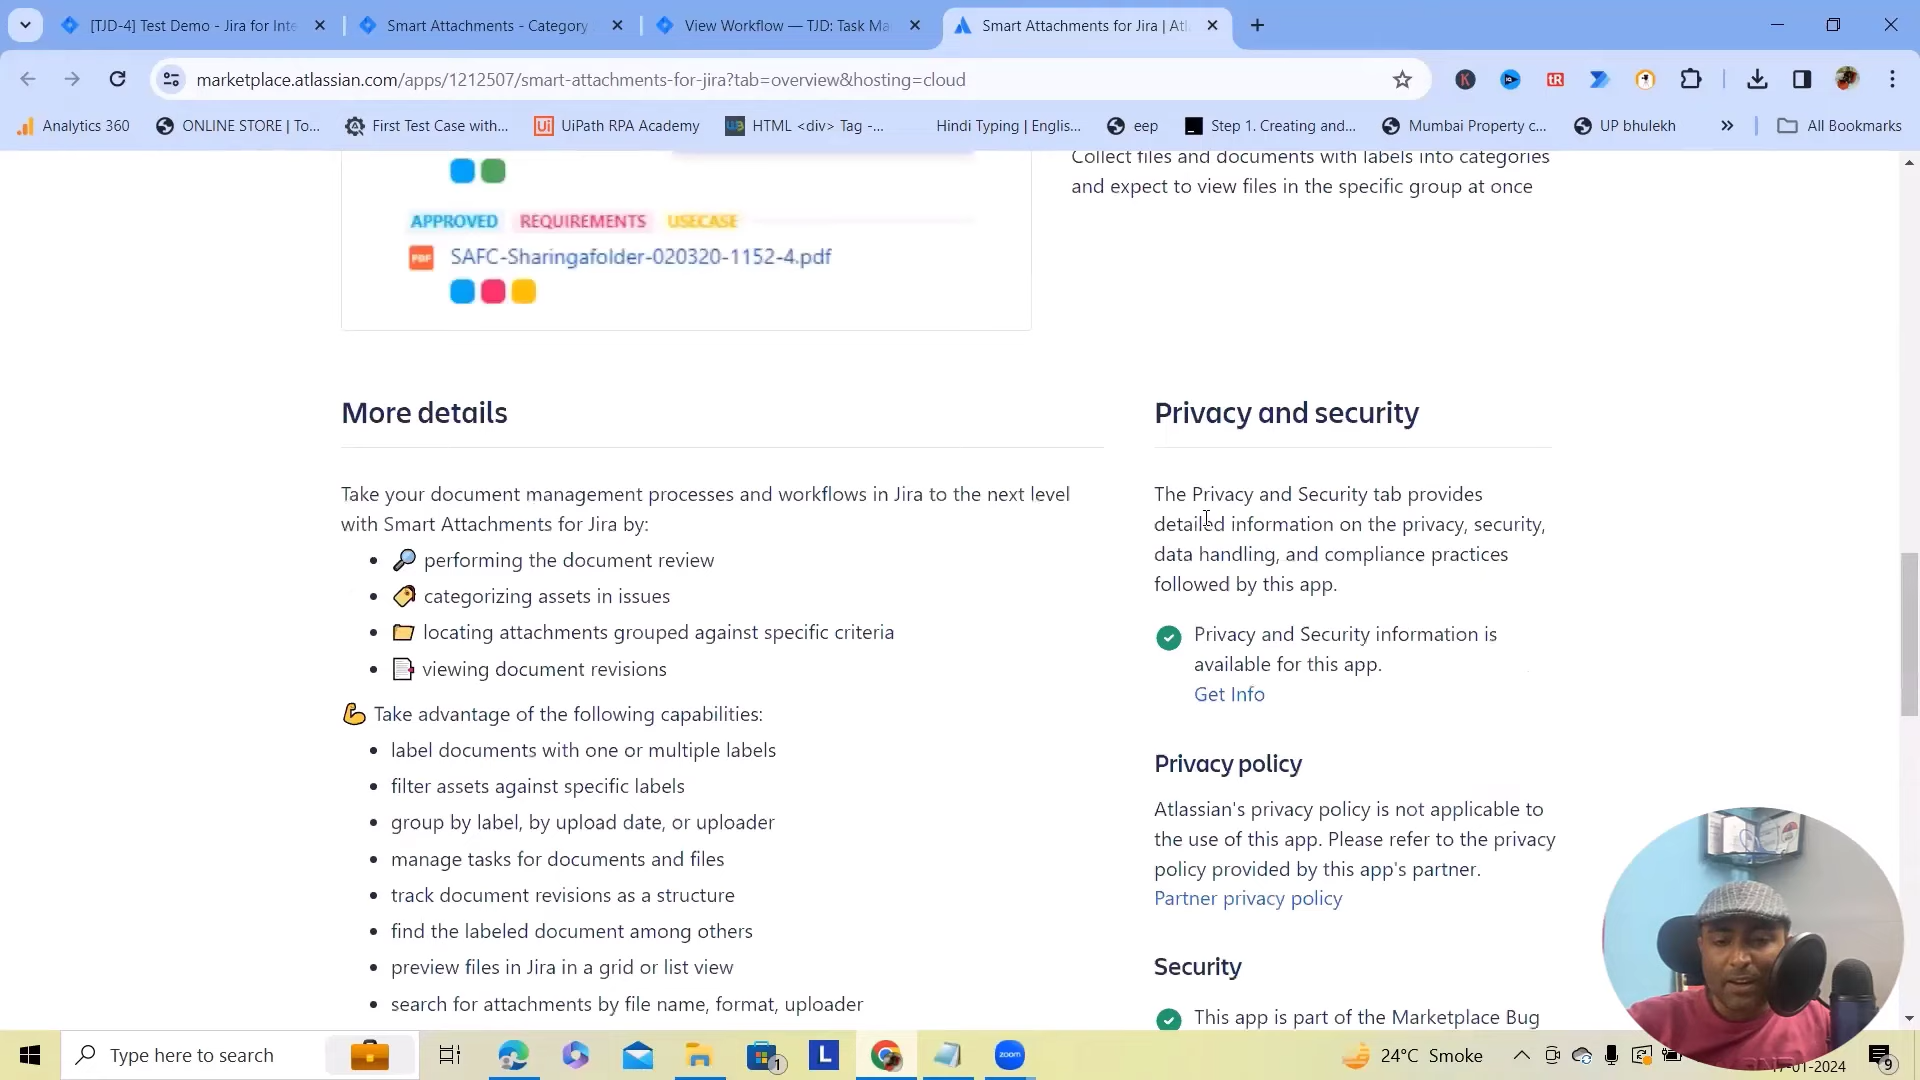 [TJD-4] Test Demo - Jira for Inte
Smart Attachments - Category
View Workflow — TJD: Task Ma
Smart Attachments for Jira | Atl
marketplace.atlassian.com/apps/1212507/smart-attachments-for-jira?tab=overview&hosting=cloud
Analytics 360
ONLINE STORE | To...
First Test Case with...
UiPath RPA Academy
HTML <div> Tag -...
Hindi Typing | Englis...
eep
Step 1. Creating and...
Mumbai Property c...
UP bhulekh
All Bookmarks
Collect files and documents with labels into categories
and expect to view files in the specific group at once
APPROVED REQUIREMENTS USECASE
PDF SAFC-Sharingafolder-020320-1152-4.pdf
More details
Take your document management processes and workflows in Jira to the next level
with Smart Attachments for Jira by:
• performing the document review
• categorizing assets in issues
• locating attachments grouped against specific criteria
• viewing document revisions
Take advantage of the following capabilities:
• label documents with one or multiple labels
• filter assets against specific labels
• group by label, by upload date, or uploader
• manage tasks for documents and files
• track document revisions as a structure
• find the labeled document among others
• preview files in Jira in a grid or list view
• search for attachments by file name, format, uploader
Privacy and security
The Privacy and Security tab provides
detailed information on the privacy, security,
data handling, and compliance practices
followed by this app.
Privacy and Security information is
available for this app.
Get Info
Privacy policy
Atlassian's privacy policy is not applicable to
the use of this app. Please refer to the privacy
policy provided by this app's partner.
Partner privacy policy
Security
This app is part of the Marketplace Bug
Type here to search
24°C Smoke
17-01-2024